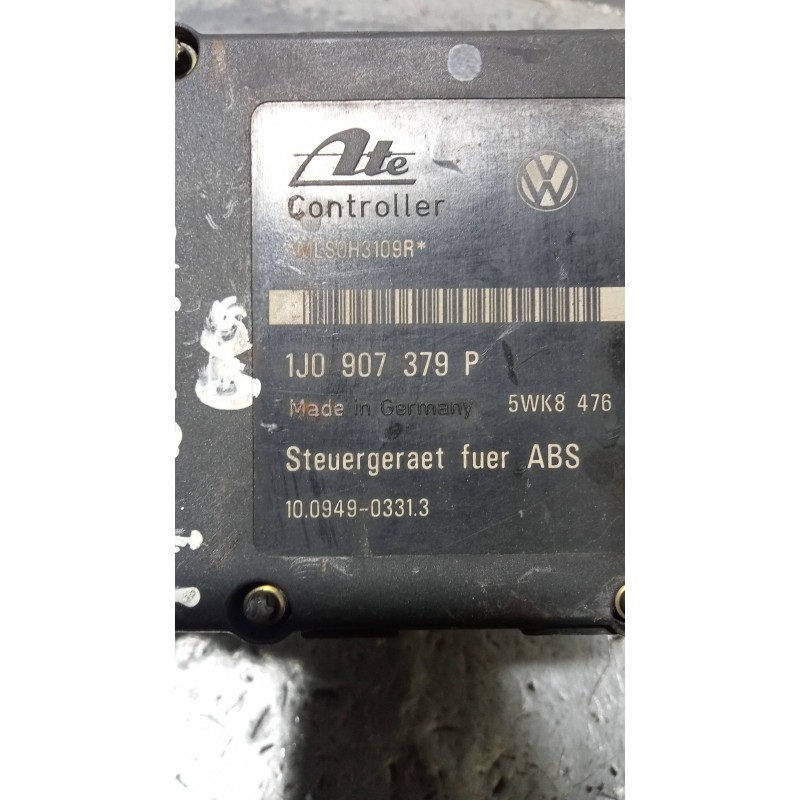 Ate
Controller
1J0 907 379 P
Made in Germany 5WK8 476
Steuergeraet fuer ABS
10.0949-0331.3